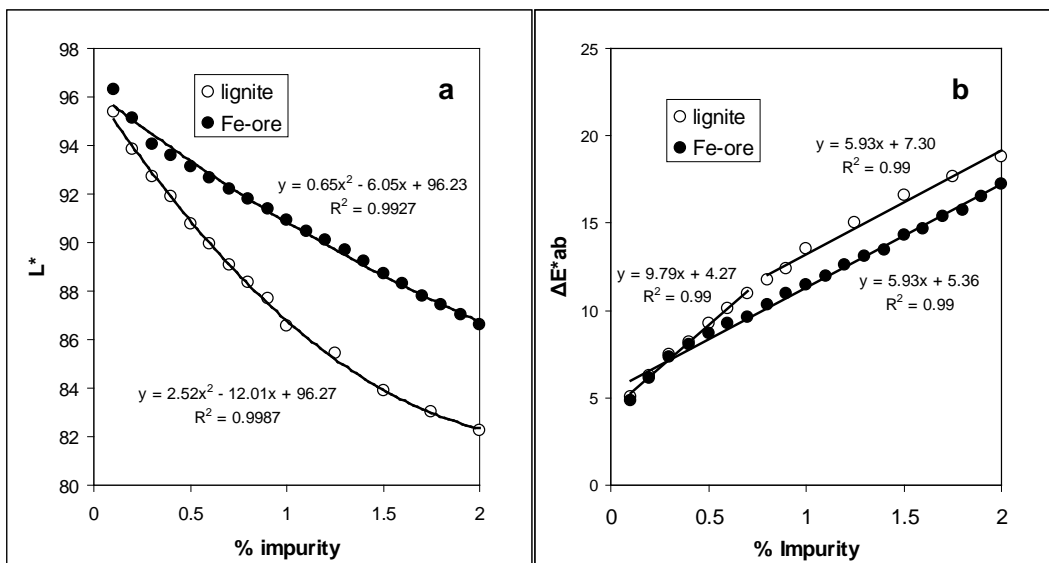 98
96
94
92
90
88
86
84
82
80
L*
a
lignite
Fe-ore
y = 0.65x² - 6.05x + 96.23
R² = 0.9927
y = 2.52x² - 12.01x + 96.27
R² = 0.9987
0 0.5 1 1.5 2
% impurity
25
20
15
10
5
0
ΔE*ab
b
lignite
Fe-ore
y = 5.93x + 7.30
R² = 0.99
y = 9.79x + 4.27
R² = 0.99
y = 5.93x + 5.36
R² = 0.99
0 0.5 1 1.5 2
% Impurity